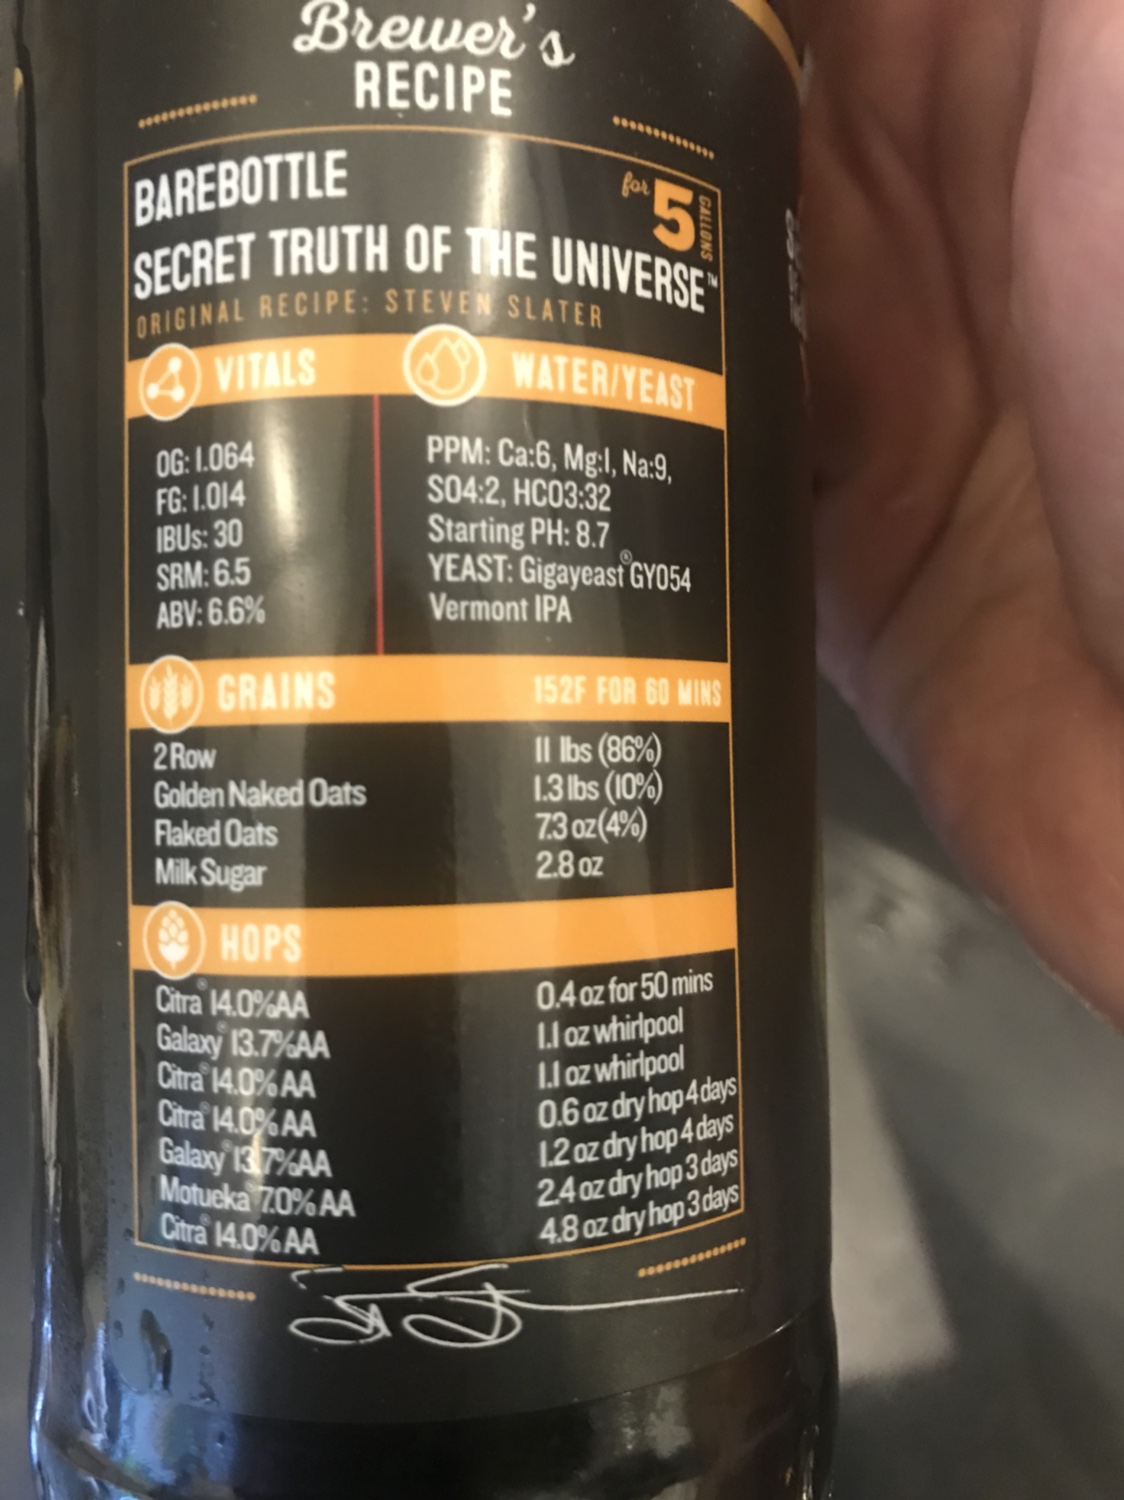 Brewer's
RECIPE
BAREBOTTLE
for 5 GALLONS
SECRET TRUTH OF THE UNIVERSE™
ORIGINAL RECIPE: STEVEN SLATER
VITALS
OG: 1.064
FG: 1.014
IBUs: 30
SRM: 6.5
ABV: 6.6%
WATER/YEAST
PPM: Ca:6, Mg:1, Na:9,
SO4:2, HCO3:32
Starting PH: 8.7
YEAST: Gigayeast® GY054
Vermont IPA
GRAINS 152F FOR 60 MINS
2 Row 11 lbs (86%)
Golden Naked Oats 1.3 lbs (10%)
Flaked Oats 7.3 oz (4%)
Milk Sugar 2.8 oz
HOPS
Citra® 14.0% AA 0.4 oz for 50 mins
Galaxy® 13.7% AA 1.1 oz whirlpool
Citra® 14.0% AA 1.1 oz whirlpool
Citra® 14.0% AA 0.6 oz dry hop 4 days
Galaxy® 13.7% AA 1.2 oz dry hop 4 days
Motueka® 7.0% AA 2.4 oz dry hop 3 days
Citra® 14.0% AA 4.8 oz dry hop 3 days